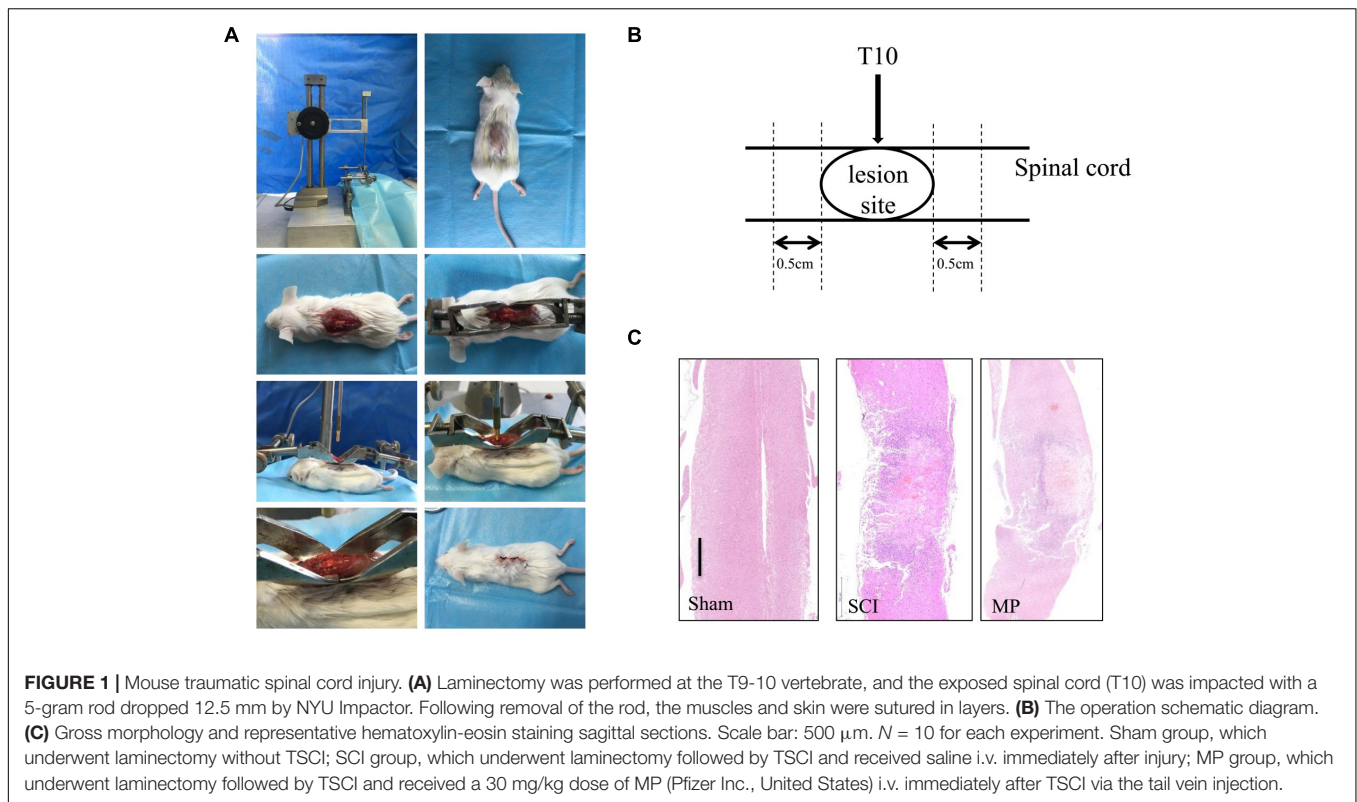 A
B
T10
lesion
site
Spinal cord
0.5cm
0.5cm
C
Sham
SCI
MP
FIGURE 1 | Mouse traumatic spinal cord injury. (A) Laminectomy was performed at the T9-10 vertebrate, and the exposed spinal cord (T10) was impacted with a
5-gram rod dropped 12.5 mm by NYU Impactor. Following removal of the rod, the muscles and skin were sutured in layers. (B) The operation schematic diagram.
(C) Gross morphology and representative hematoxylin-eosin staining sagittal sections. Scale bar: 500 μm. N = 10 for each experiment. Sham group, which
underwent laminectomy without TSCI; SCI group, which underwent laminectomy followed by TSCI and received saline i.v. immediately after injury; MP group, which
underwent laminectomy followed by TSCI and received a 30 mg/kg dose of MP (Pfizer Inc., United States) i.v. immediately after TSCI via the tail vein injection.